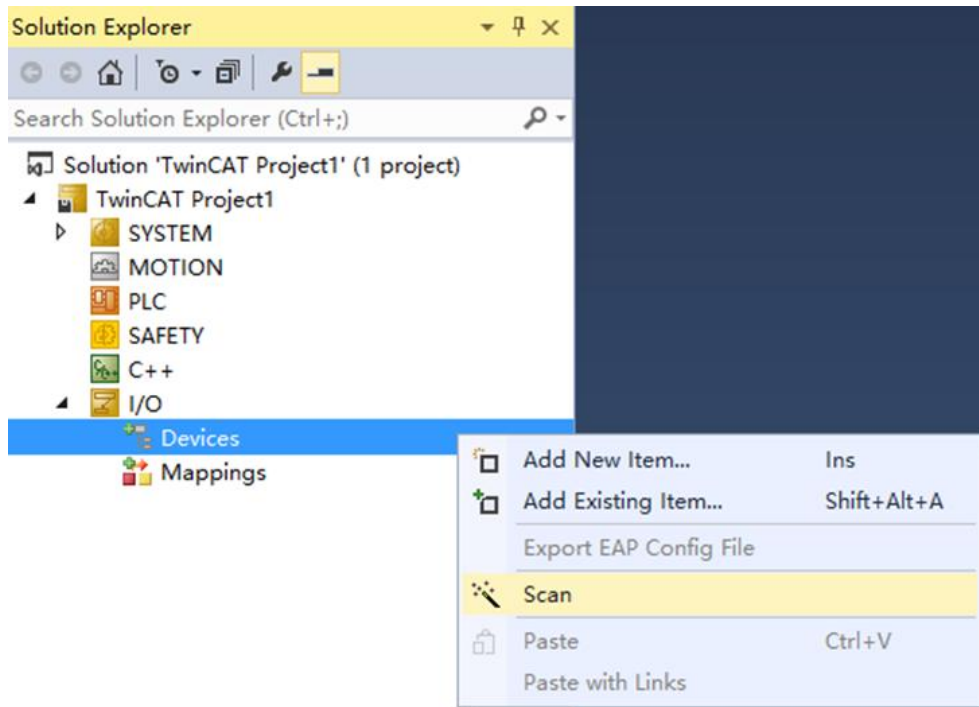 Solution Explorer
Search Solution Explorer (Ctrl+;)
Solution 'TwinCAT Project1' (1 project)
TwinCAT Project1
SYSTEM
MOTION
PLC
SAFETY
C++
I/O
Devices
Mappings
Add New Item... Ins
Add Existing Item... Shift+Alt+A
Export EAP Config File
Scan
Paste Ctrl+V
Paste with Links